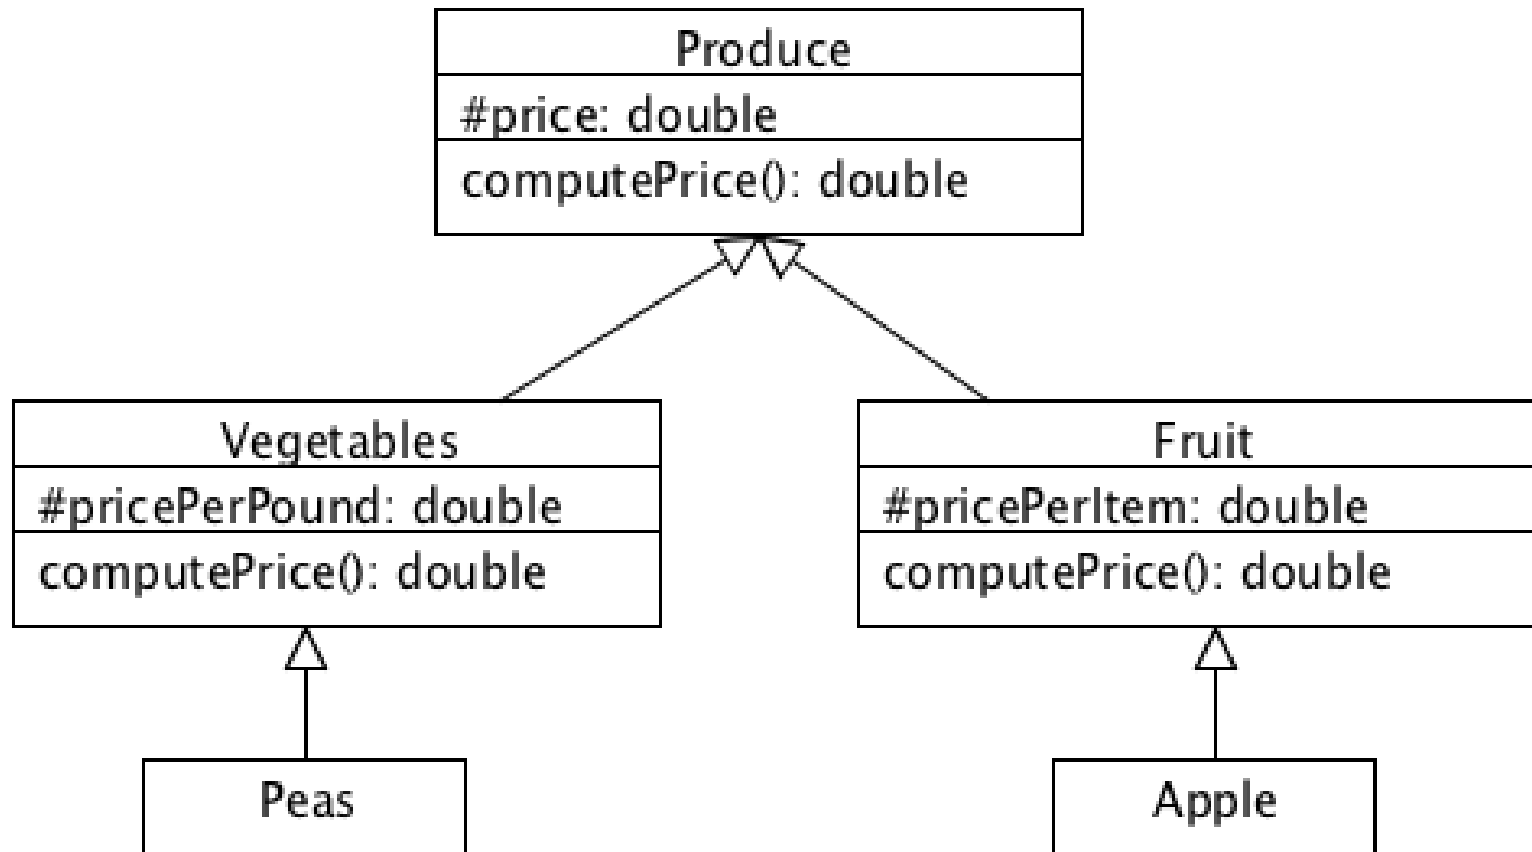 Produce
#price: double
computePrice(): double
Vegetables
#pricePerPound: double
computePrice(): double
Fruit
#pricePerItem: double
computePrice(): double
Peas
Apple